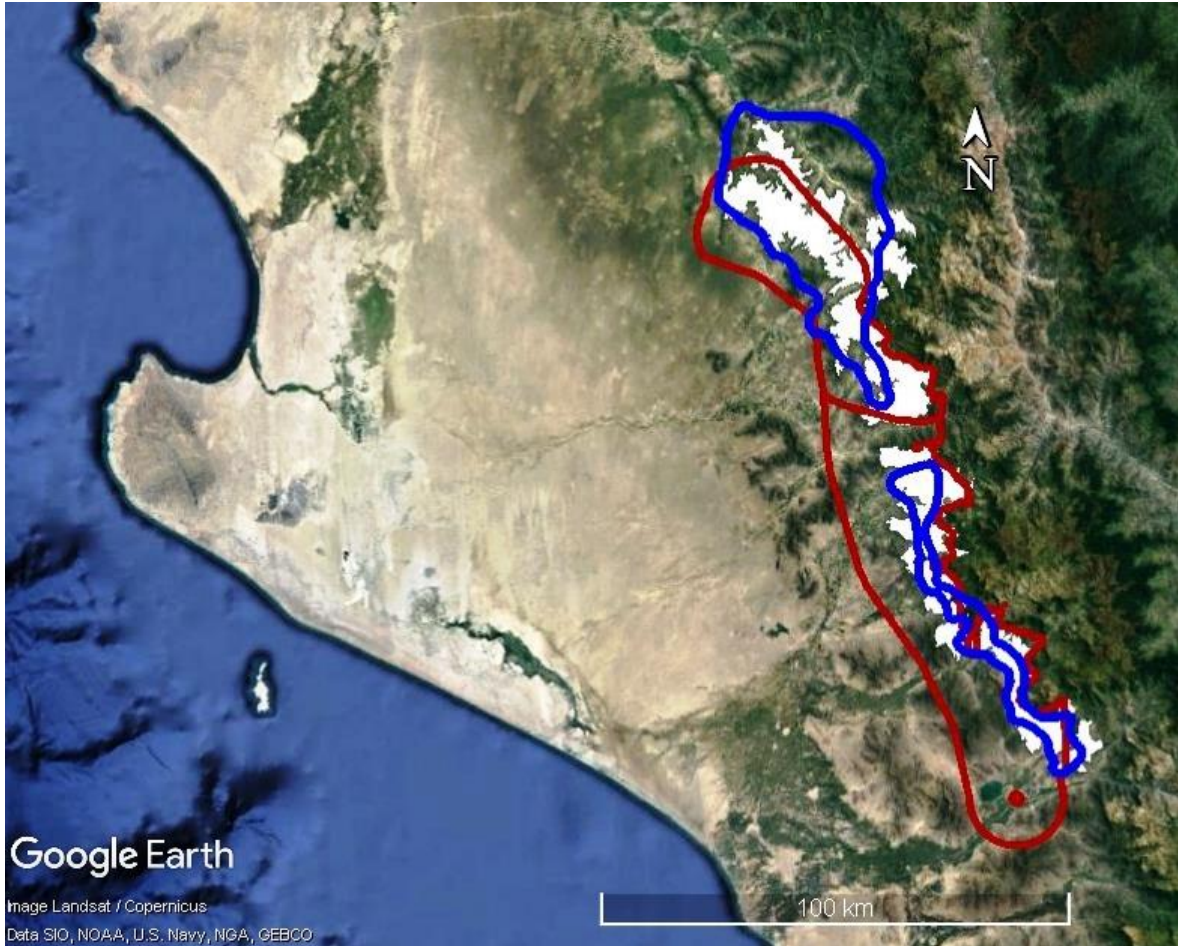 N
Google Earth
Image Landsat / Copernicus
Data SIO, NOAA, U.S. Navy, NGA, GEBCO
100 km